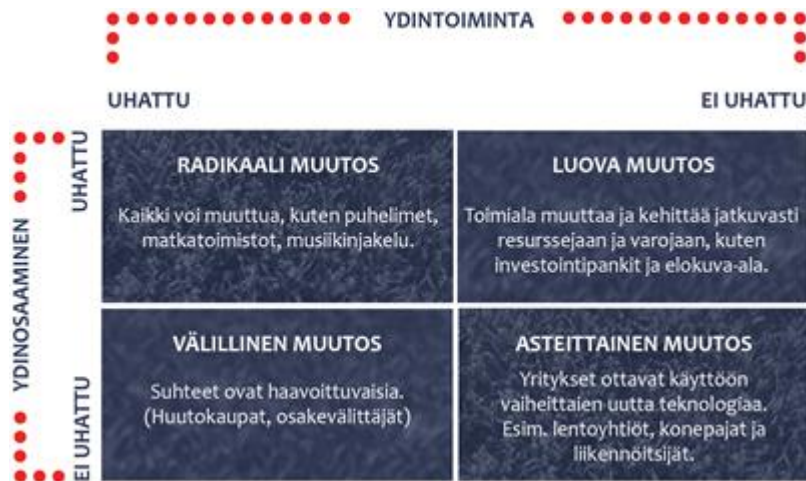 YDINTOIMINTA
UHATTU
EI UHATTU
YDINOSAAMINEN
UHATTU
RADIKAALI MUUTOS
Kaikki voi muuttua, kuten puhelimet,
matkatoimistot, musiikinjakelu.
LUOVA MUUTOS
Toimiala muuttaa ja kehittää jatkuvasti
resurssejaan ja varojaan, kuten
investointipankit ja elokuva-ala.
EI UHATTU
VÄLILLINEN MUUTOS
Suhteet ovat haavoittuvaisia.
(Huutokaupat, osakevälittäjät)
ASTEITTAINEN MUUTOS
Yritykset ottavat käyttöön
vaiheittaien uutta teknologiaa.
Esim. lentoyhtiöt, konepajat ja
liikennöitsijät.